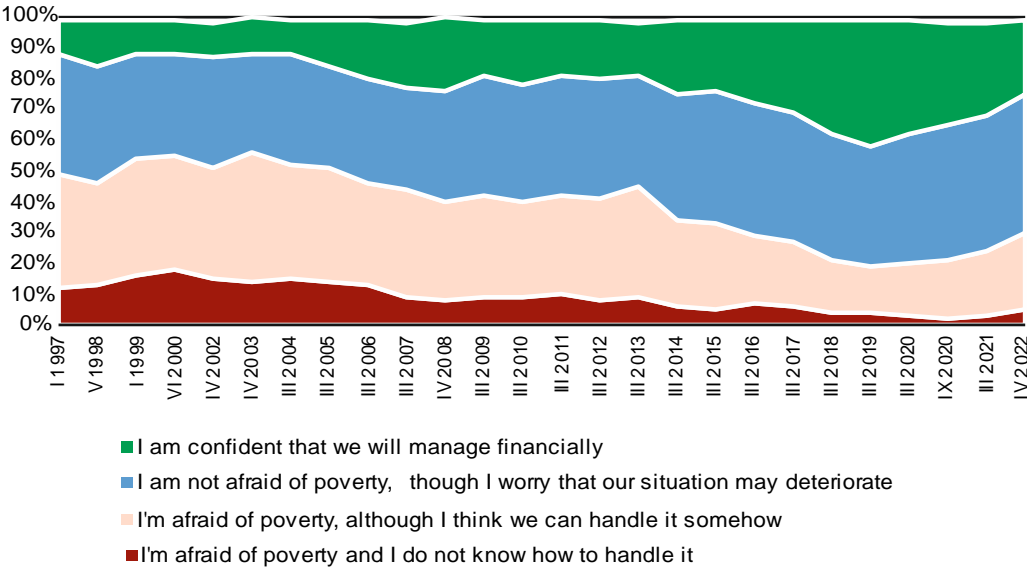 100%
90%
80%
70%
60%
50%
40%
30%
20%
10%
0%
I 1997
V 1998
I 1999
VI 2000
IV 2002
IV 2003
III 2004
III 2005
III 2006
III 2007
IV 2008
III 2009
III 2010
III 2011
III 2012
III 2013
III 2014
III 2015
III 2016
III 2017
III 2018
III 2019
III 2020
IX 2020
III 2021
IV 2022
I am confident that we will manage financially
I am not afraid of poverty, though I worry that our situation may deteriorate
I'm afraid of poverty, although I think we can handle it somehow
I'm afraid of poverty and I do not know how to handle it